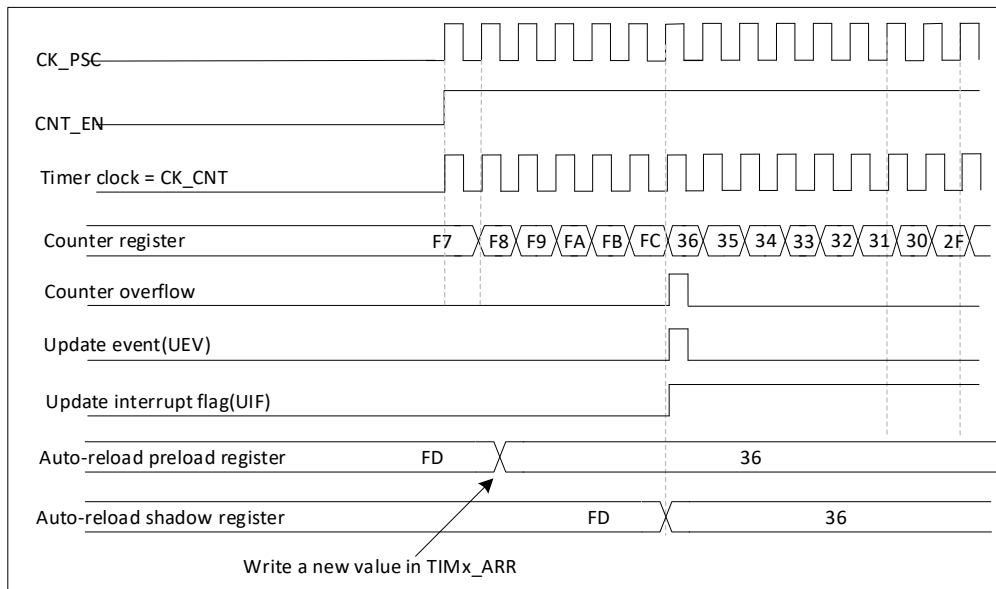 CK_PSC
CNT_EN
Timer clock = CK_CNT
Counter register F7 F8 F9 FA FB FC 36 35 34 33 32 31 30 2F
Counter overflow
Update event(UEV)
Update interrupt flag(UIF)
Auto-reload preload register FD 36
Auto-reload shadow register FD 36
Write a new value in TIMx_ARR